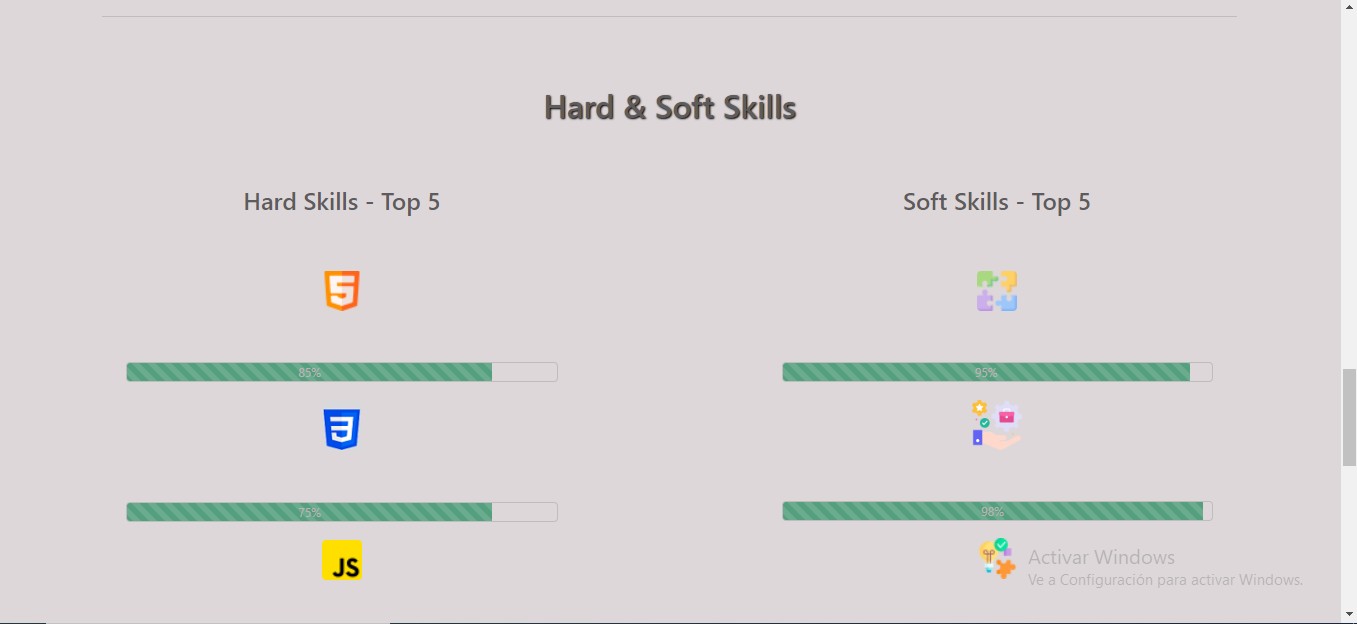 Hard & Soft Skills
Hard Skills - Top 5
Soft Skills - Top 5
5
85%
95%
3
75%
98%
JS
Activar Windows
Ve a Configuración para activar Windows.